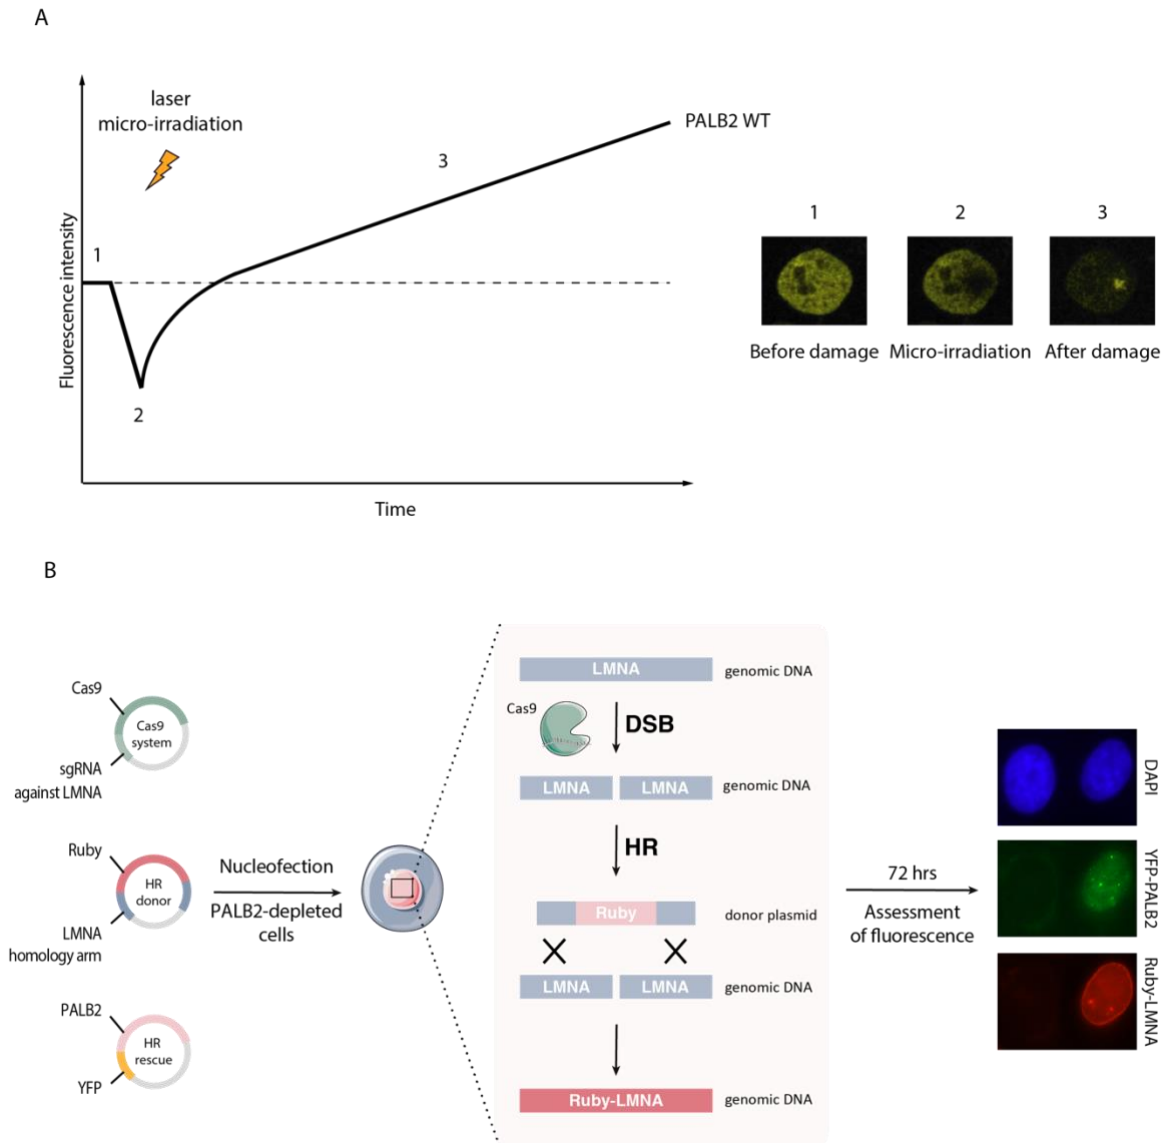 A
laser
micro-irradiation
PALB2 WT
3
1
2
Fluorescence intensity
Time
1
2
3
Before damage
Micro-irradiation
After damage
B
Cas9
Cas9
system
sgRNA
against LMNA
Ruby
HR
donor
LMNA
homology arm
PALB2
HR
rescue
YFP
Nucleofection
PALB2-depleted
cells
LMNA
genomic DNA
Cas9
DSB
LMNA
LMNA
genomic DNA
HR
Ruby
donor plasmid
LMNA
LMNA
genomic DNA
Ruby-LMNA
genomic DNA
72 hrs
Assessment
of fluorescence
DAPI
YFP-PALB2
Ruby-LMNA